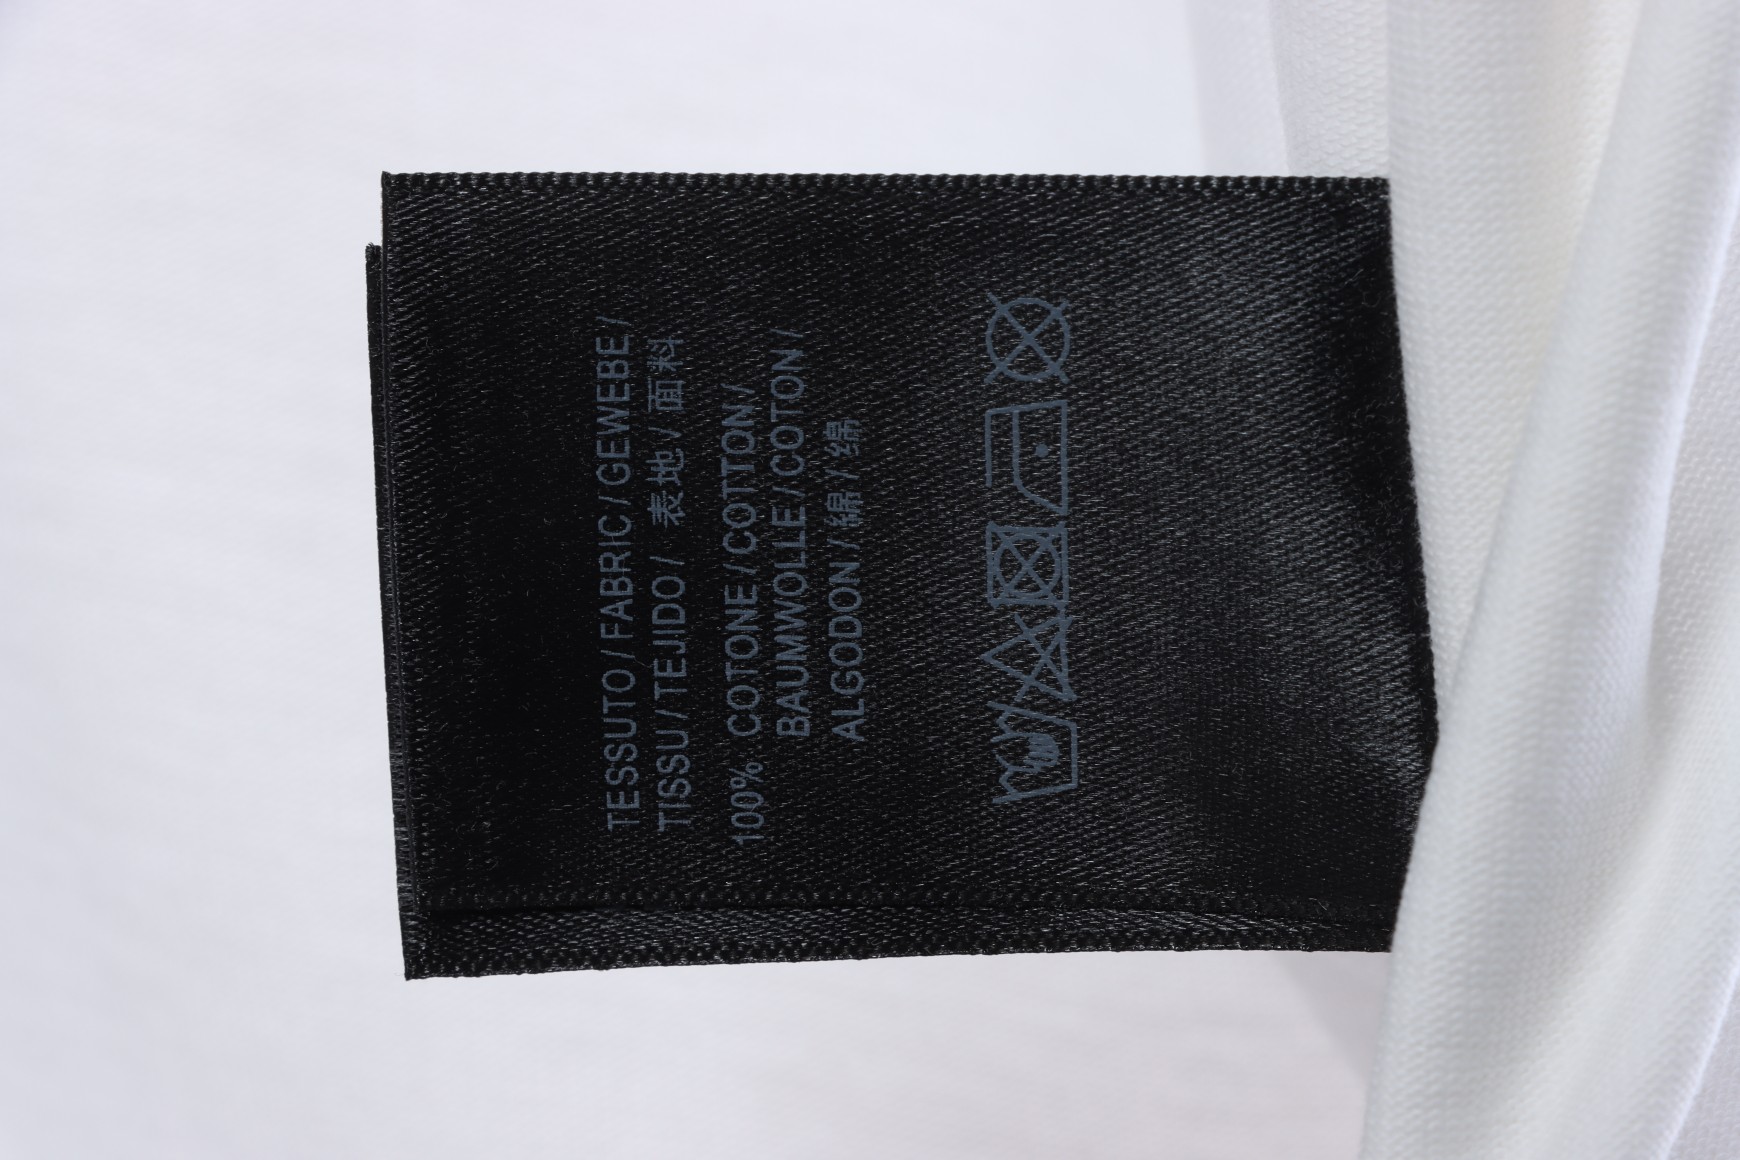 TESSUTO / FABRIC / GEWEBE /
TISSU / TEJIDO / 表地 / 面料
100% COTONE / COTTON /
BAUMWOLLE / COTON /
ALGODON / 綿 / 绵